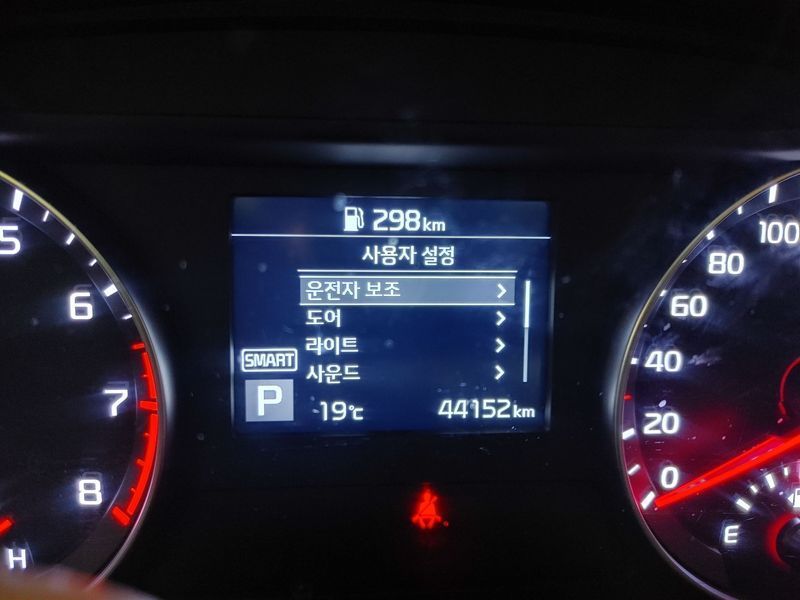 298km
사용자 설정
운전자 보조
도어
라이트
사운드
SMART
P
19℃
44152km
5
6
7
8
H
100
80
60
40
20
0
E